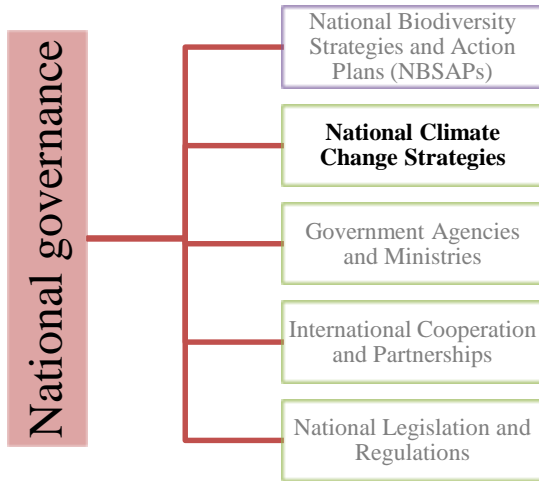 National governance
National Biodiversity
Strategies and Action
Plans (NBSAPs)
National Climate
Change Strategies
Government Agencies
and Ministries
International Cooperation
and Partnerships
National Legislation and
Regulations